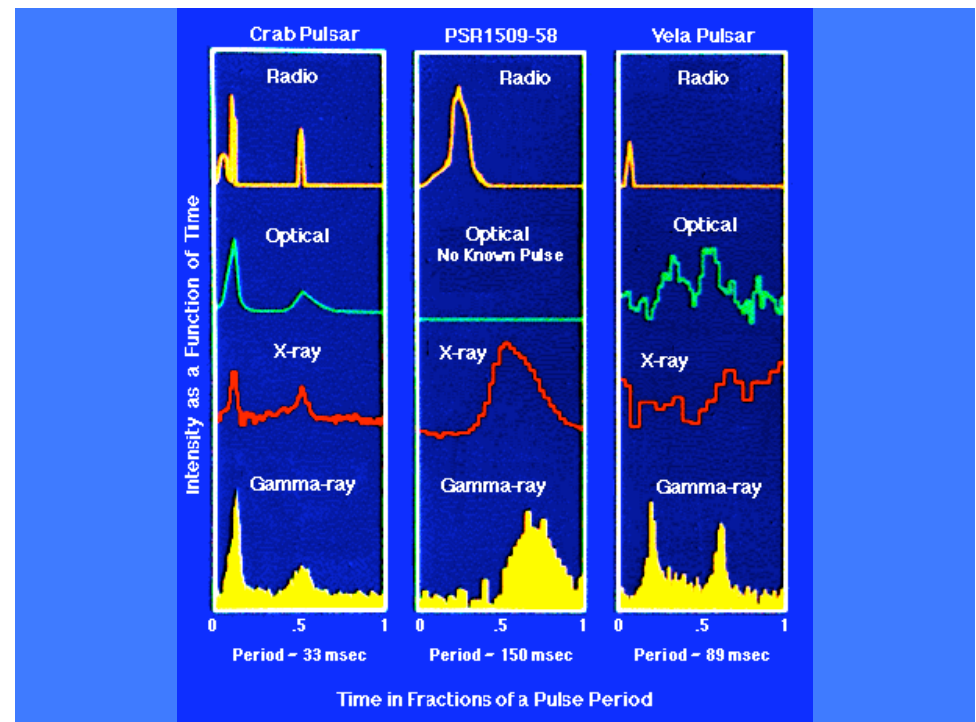 Crab Pulsar
PSR1509-58
Vela Pulsar
Radio
Radio
Radio
Optical
Optical
No Known Pulse
Optical
X-ray
X-ray
X-ray
Gamma-ray
Gamma-ray
Gamma-ray
Intensity as a Function of Time
0 .5 1
0 .5 1
0 .5 1
Period ~ 33 msec
Period ~ 150 msec
Period ~ 89 msec
Time in Fractions of a Pulse Period